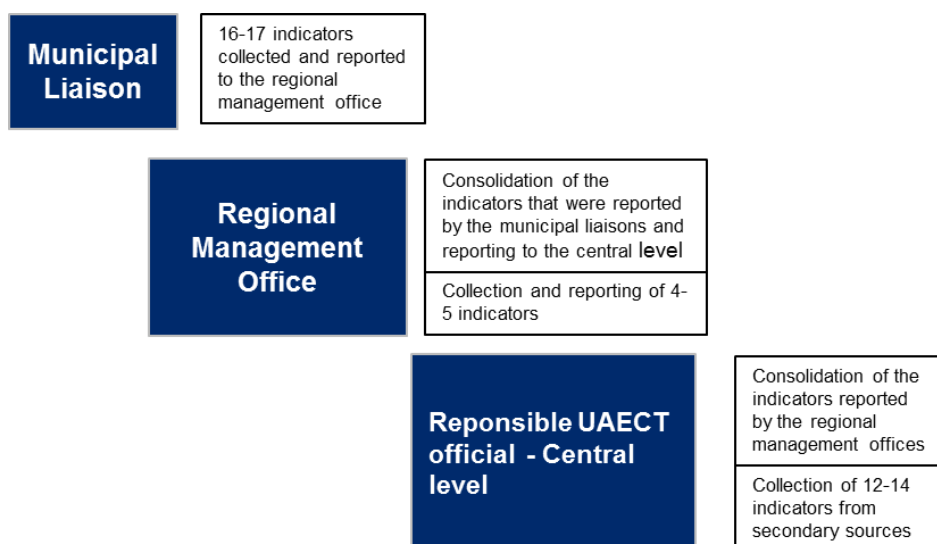 Municipal
Liaison
16-17 indicators
collected and reported
to the regional
management office
Regional
Management
Office
Consolidation of the
indicators that were reported
by the municipal liaisons and
reporting to the central level
Collection and reporting of 4-
5 indicators
Reponsible UAECT
official - Central
level
Consolidation of the
indicators reported
by the regional
management offices
Collection of 12-14
indicators from
secondary sources